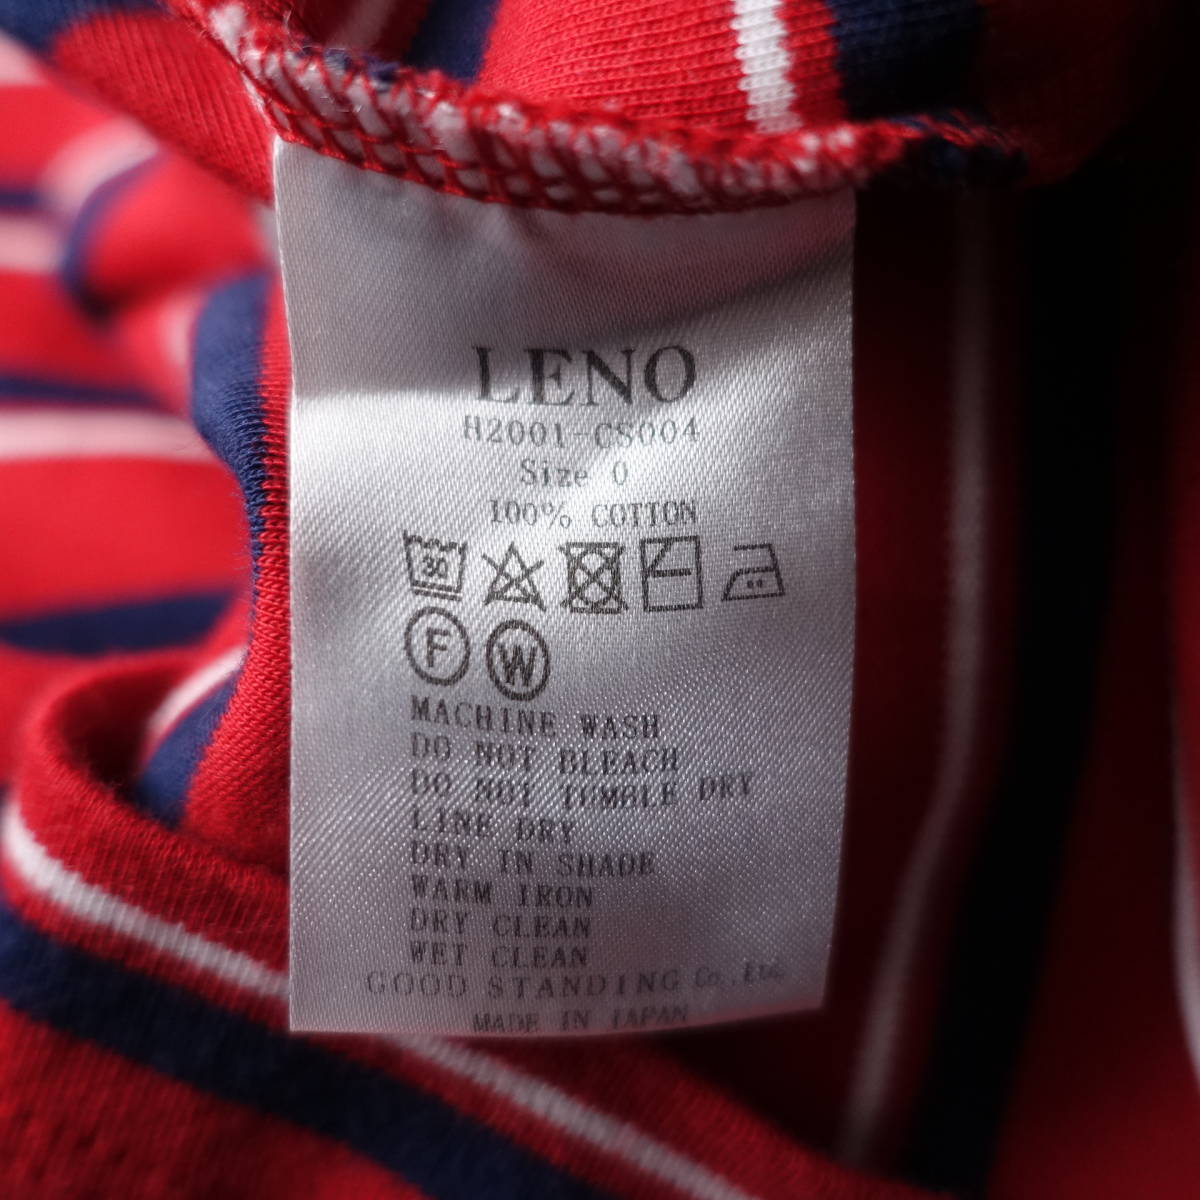 LENO
H2001-CS004
Size 0
100% COTTON
30
F W
MACHINE WASH
DO NOT BLEACH
DO NOT TUMBLE DRY
LINE DRY
DRY IN SHADE
WARM IRON
DRY CLEAN
WET CLEAN
GOOD STANDING Co.,Ltd.
MADE IN JAPAN